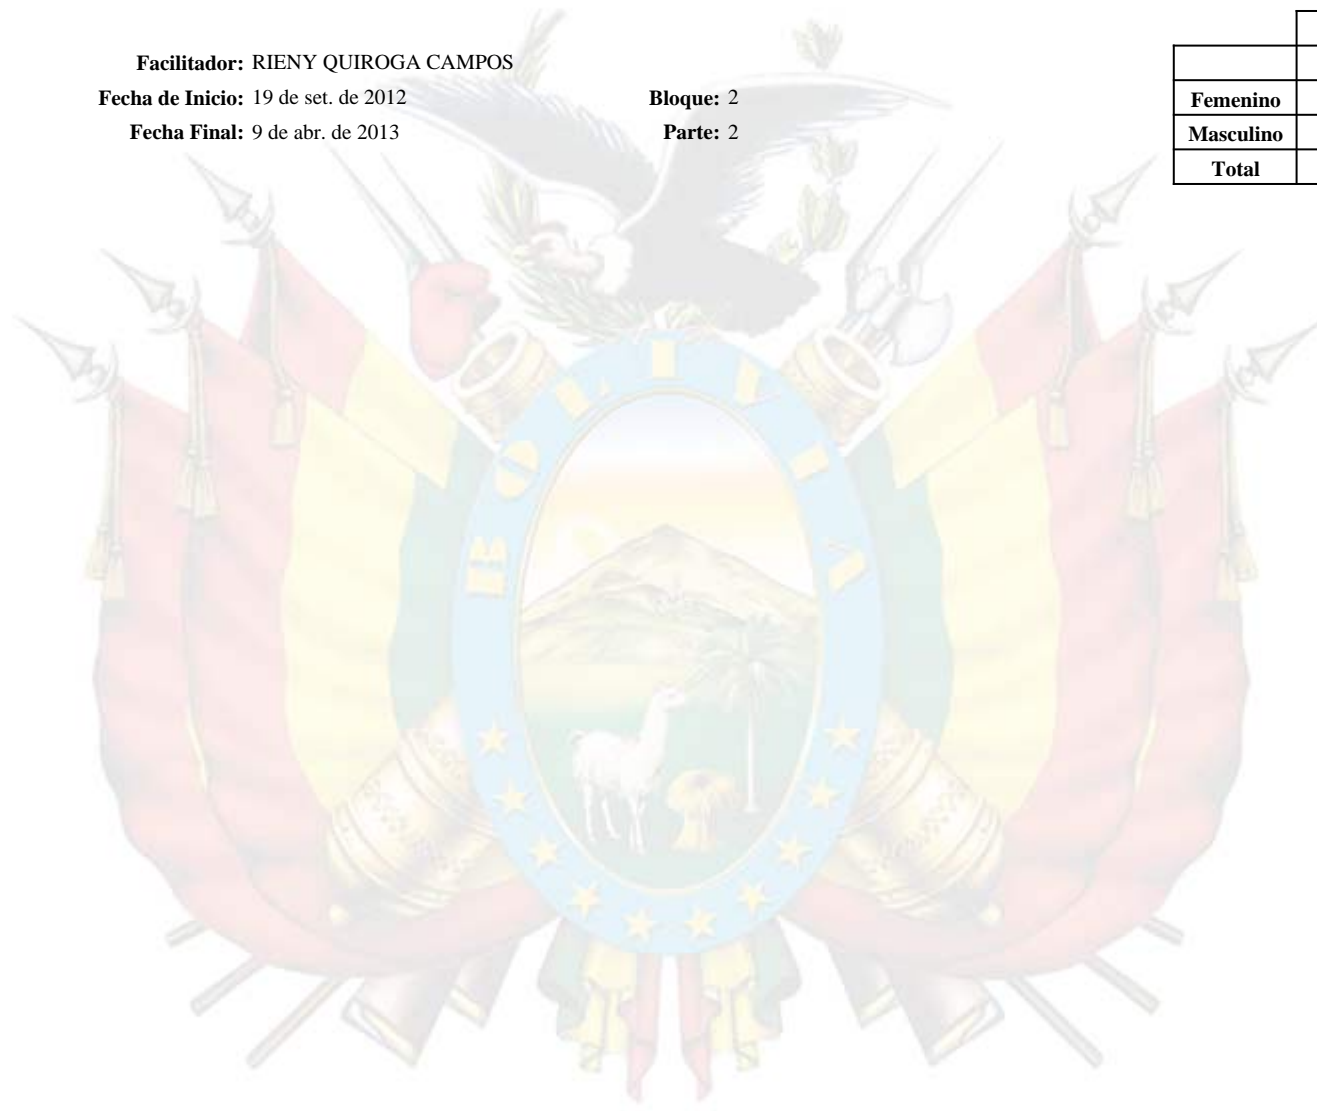 Facilitador: RIENY QUIROGA CAMPOS
Fecha de Inicio: 19 de set. de 2012 Bloque: 2
Fecha Final: 9 de abr. de 2013 Parte: 2
Femenino
Masculino
Total
BOLIVIA